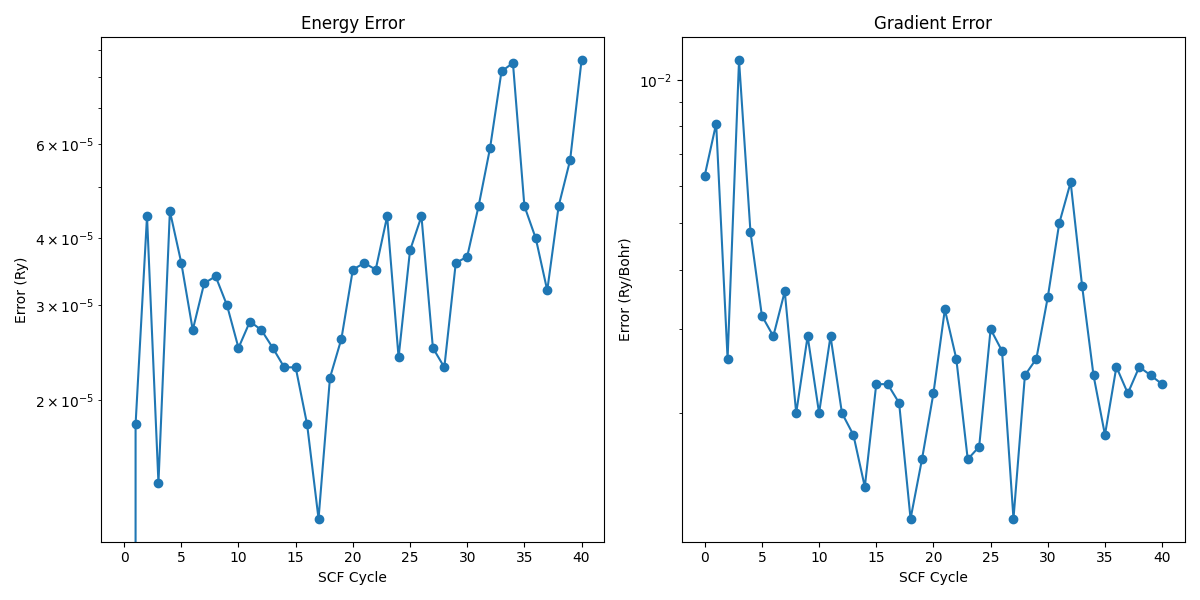 Energy Error
6 × 10⁻⁵
4 × 10⁻⁵
3 × 10⁻⁵
2 × 10⁻⁵
Error (Ry)
0 5 10 15 20 25 30 35 40
SCF Cycle
Gradient Error
10⁻²
Error (Ry/Bohr)
0 5 10 15 20 25 30 35 40
SCF Cycle